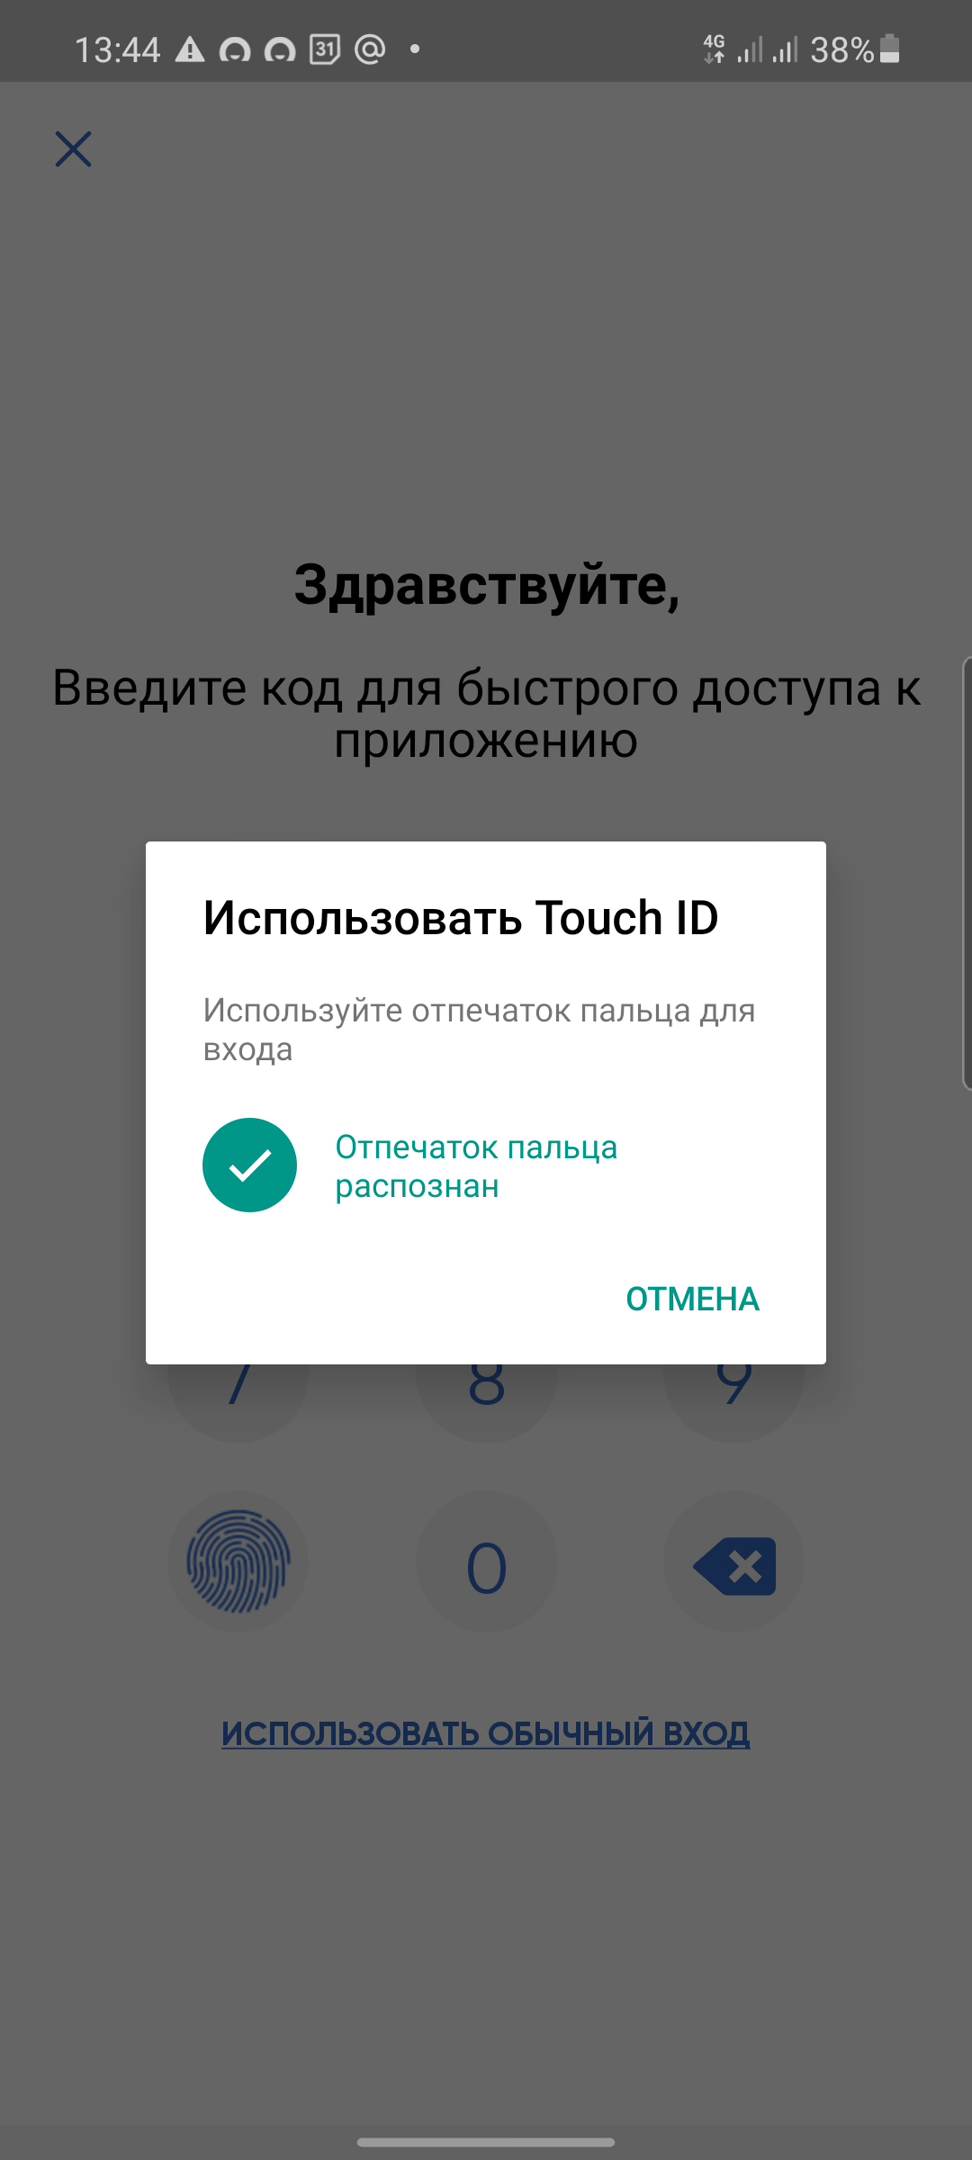 13:44 31 @ 4G 38%
Здравствуйте,
Введите код для быстрого доступа к
приложению
Использовать Touch ID
Используйте отпечаток пальца для
входа
Отпечаток пальца
распознан
ОТМЕНА
7 8 9
0
ИСПОЛЬЗОВАТЬ ОБЫЧНЫЙ ВХОД